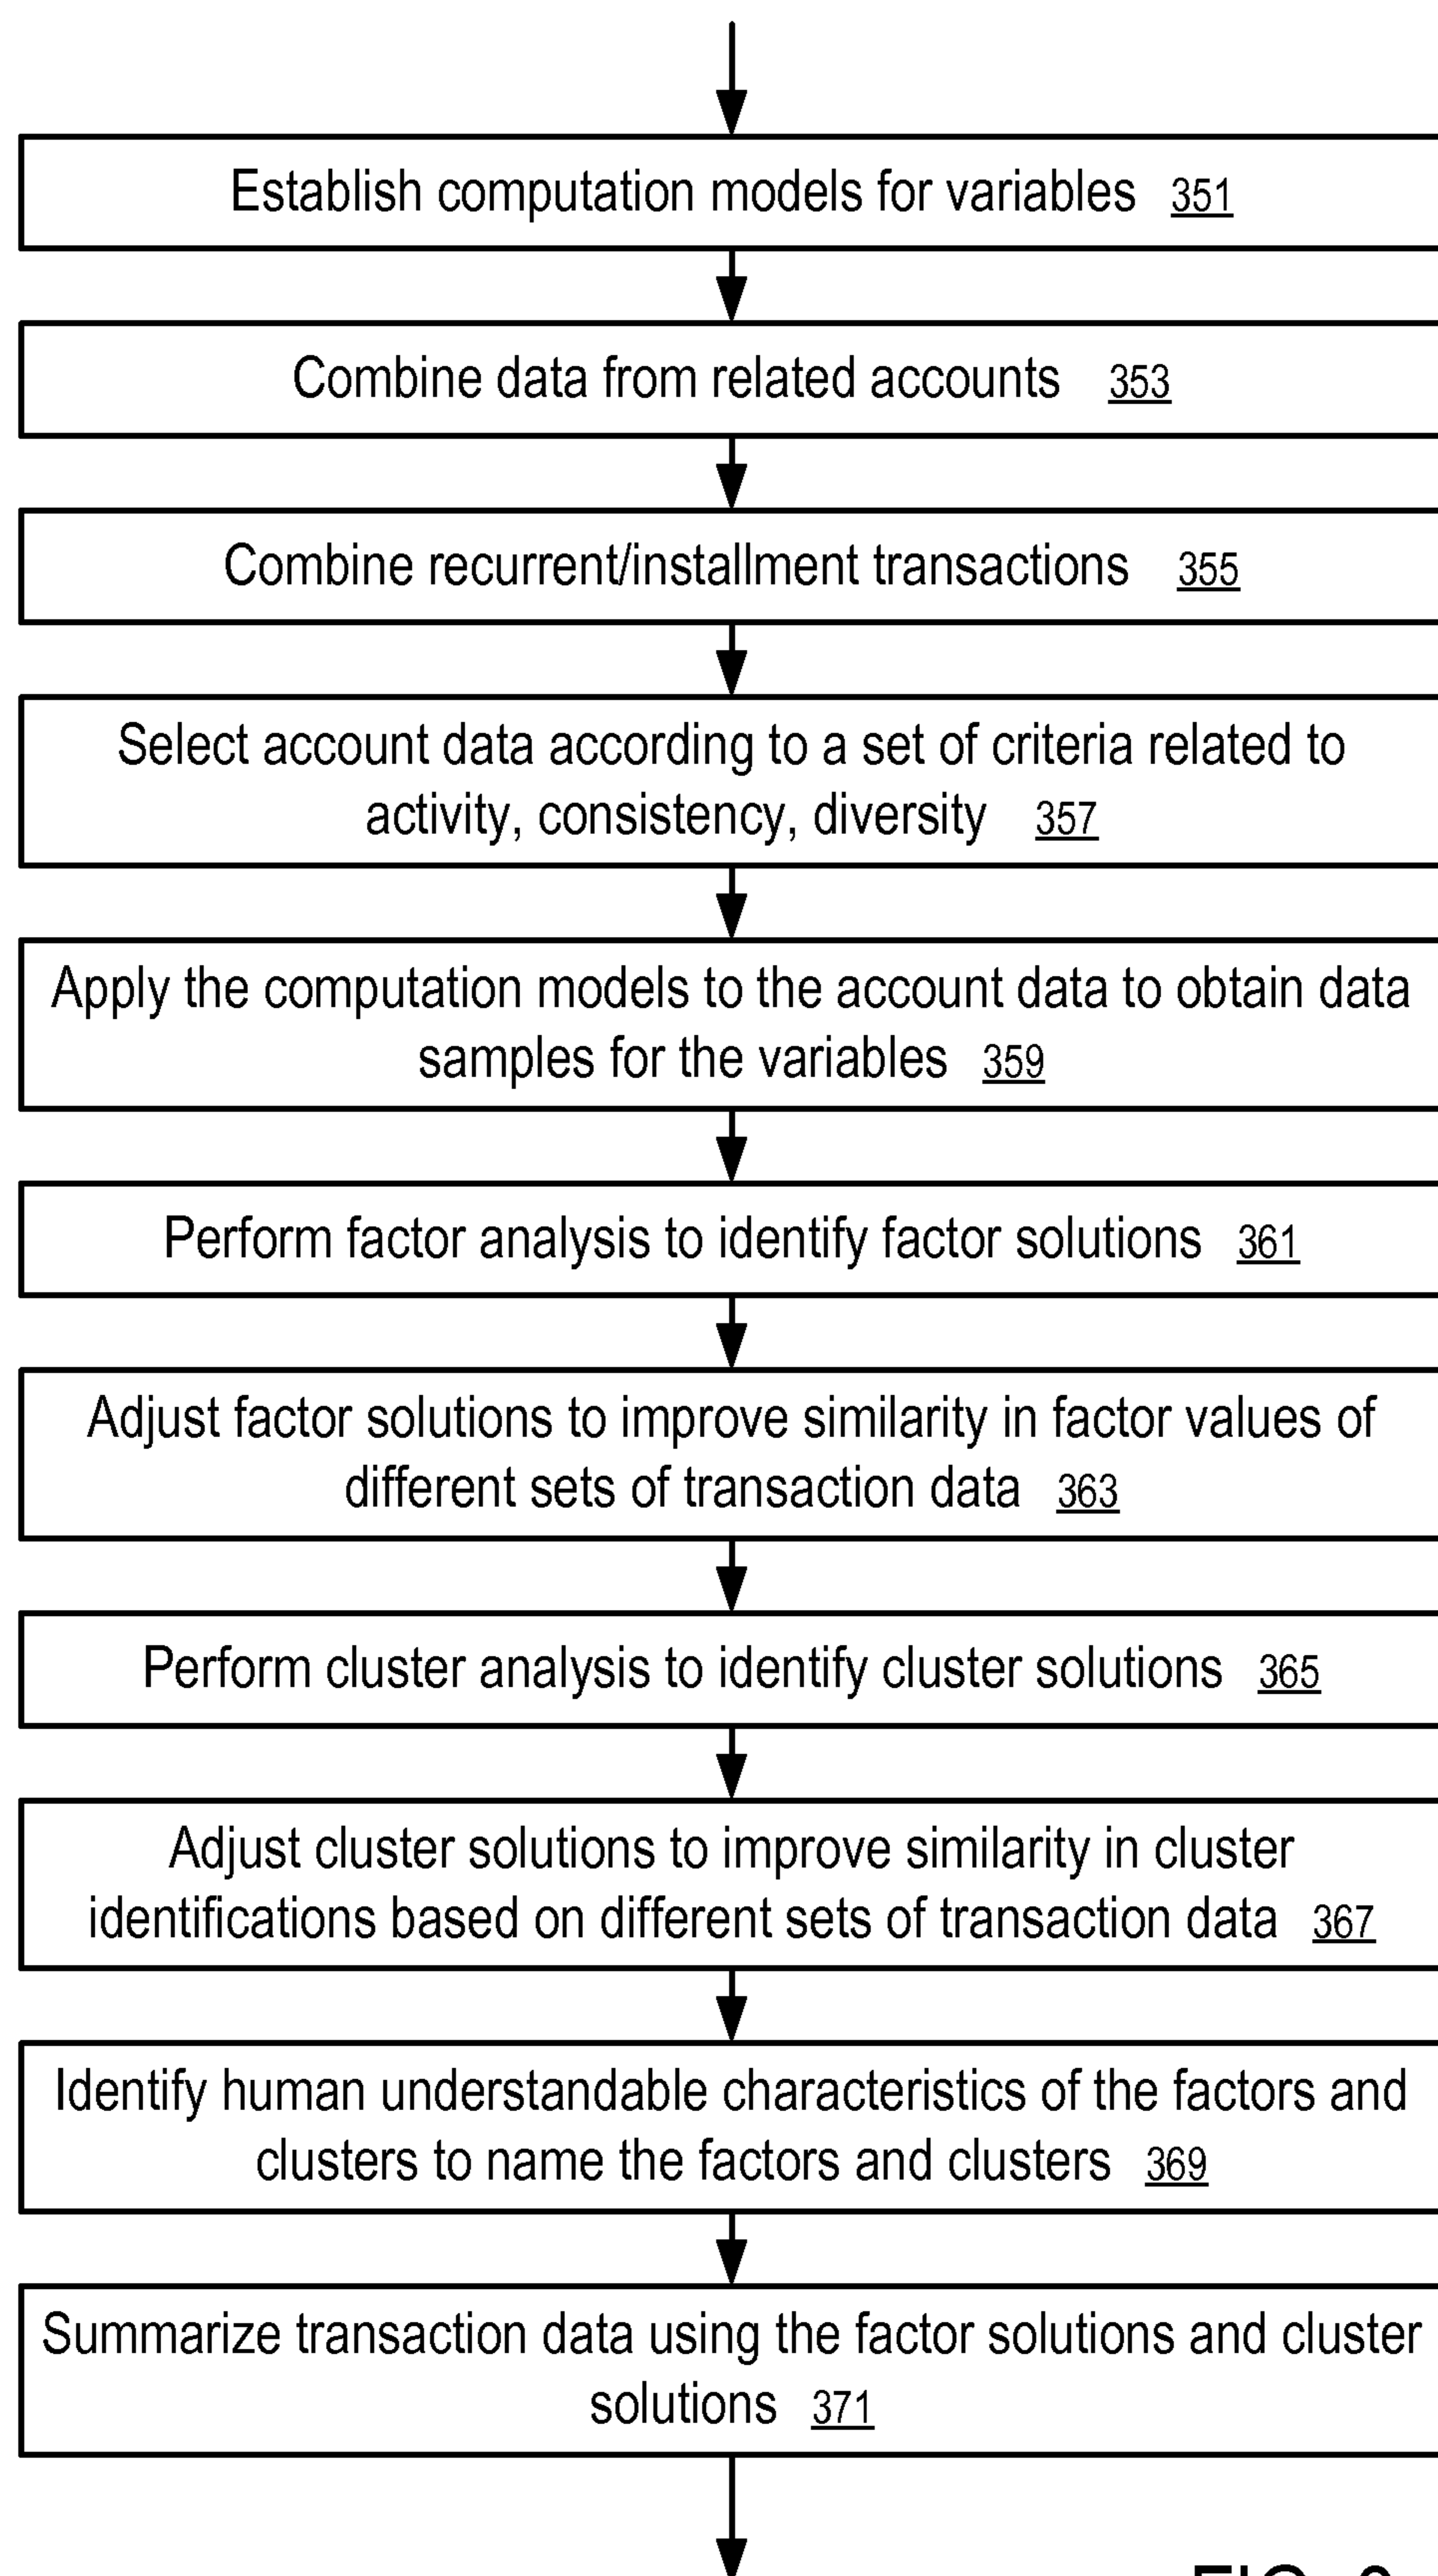 Establish computation models for variables 351
Combine data from related accounts 353
Combine recurrent/installment transactions 355
Select account data according to a set of criteria related to
activity, consistency, diversity 357
Apply the computation models to the account data to obtain data
samples for the variables 359
Perform factor analysis to identify factor solutions 361
Adjust factor solutions to improve similarity in factor values of
different sets of transaction data 363
Perform cluster analysis to identify cluster solutions 365
Adjust cluster solutions to improve similarity in cluster
identifications based on different sets of transaction data 367
Identify human understandable characteristics of the factors and
clusters to name the factors and clusters 369
Summarize transaction data using the factor solutions and cluster
solutions 371
FIG.